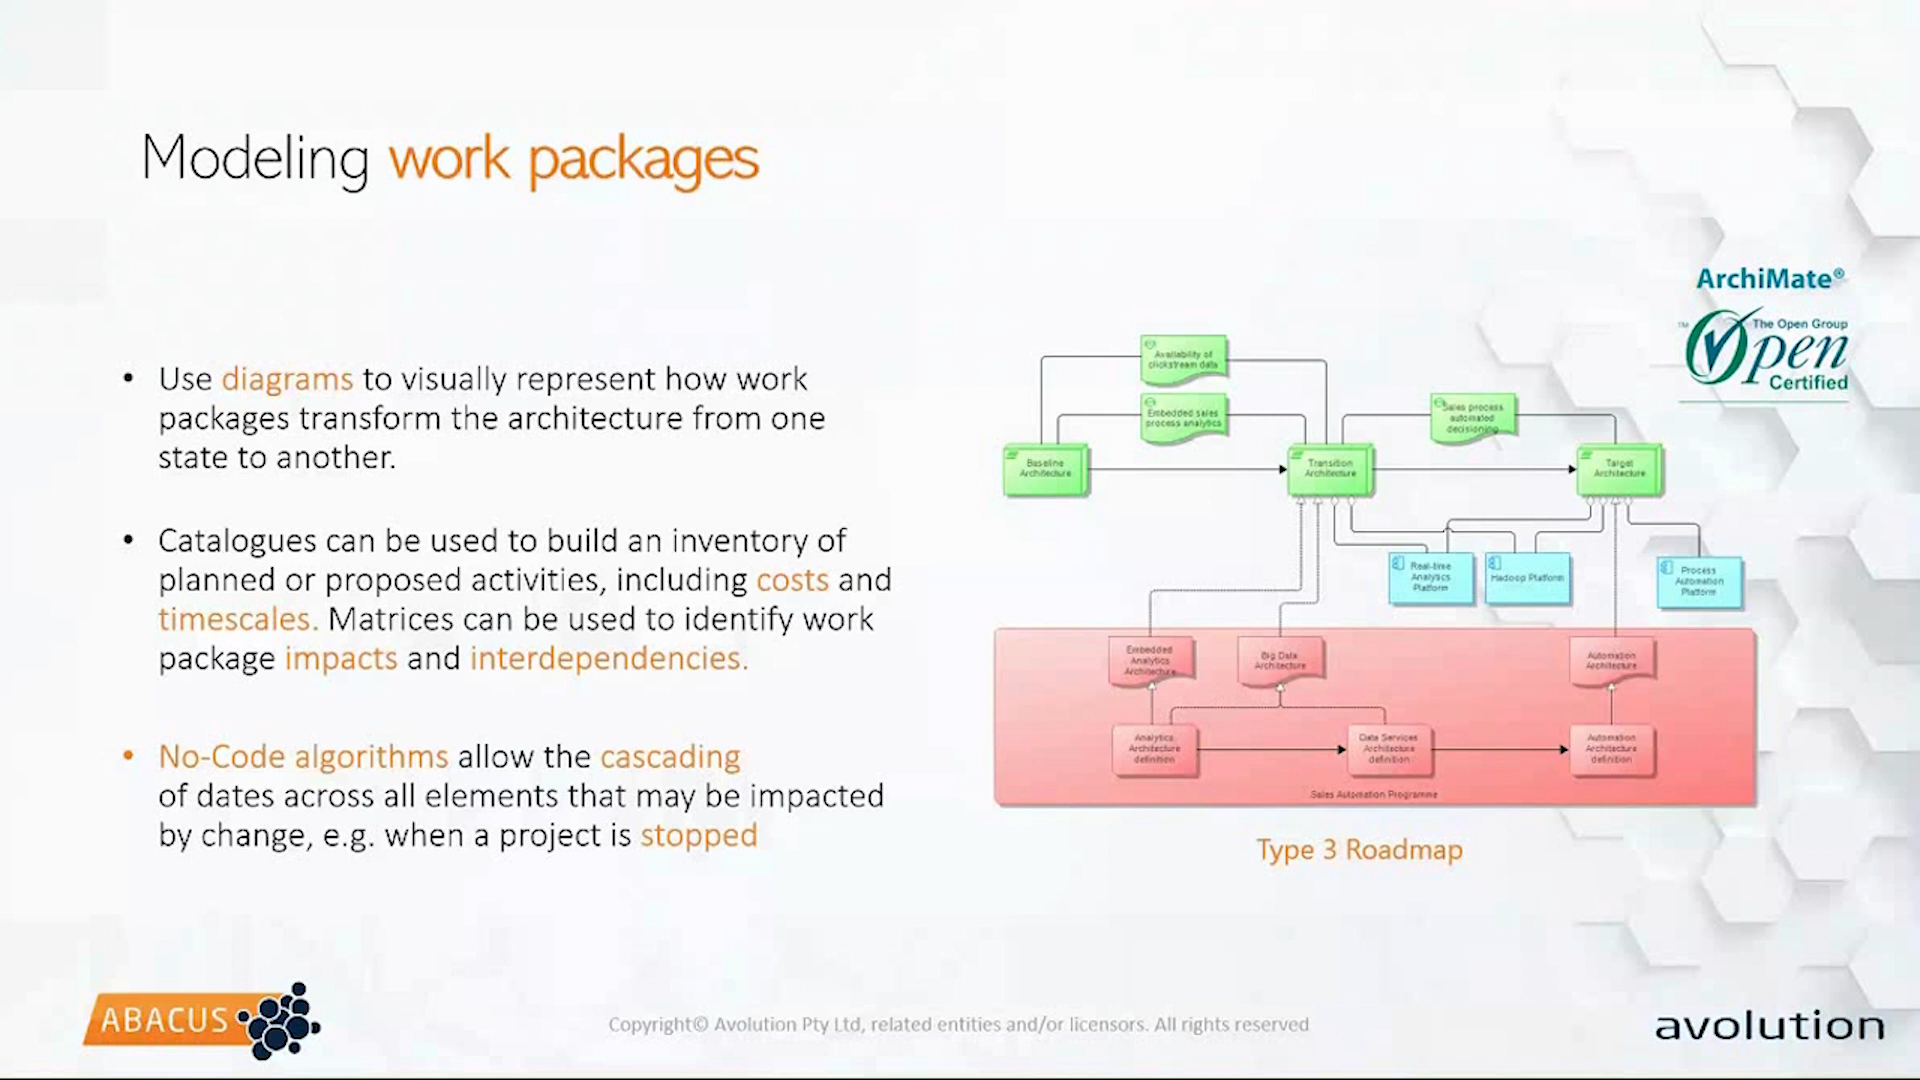 Modeling work packages
• Use diagrams to visually represent how work
packages transform the architecture from one
state to another.
• Catalogues can be used to build an inventory of
planned or proposed activities, including costs and
timescales. Matrices can be used to identify work
package impacts and interdependencies.
• No-Code algorithms allow the cascading
of dates across all elements that may be impacted
by change, e.g. when a project is stopped
ArchiMate®
™
The Open Group
Open
Certified
Availability of
clickstream data
Embedded sales
process analytics
Sales process
automated
decisioning
Baseline
Architecture
Transition
Architecture
Target
Architecture
Real-time
Analytics
Platform
Hadoop Platform
Process
Automation
Platform
Embedded
Analytics
Architecture
Big Data
Architecture
Automation
Architecture
Analytics
Architecture
definition
Data Services
Architecture
definition
Automation
Architecture
definition
Sales Automation Programme
Type 3 Roadmap
ABACUS
Copyright© Avolution Pty Ltd, related entities and/or licensors. All rights reserved
avolution